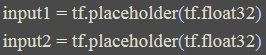 input1 = tf.placeholder(tf.float32)
input2 = tf.placeholder(tf.float32)